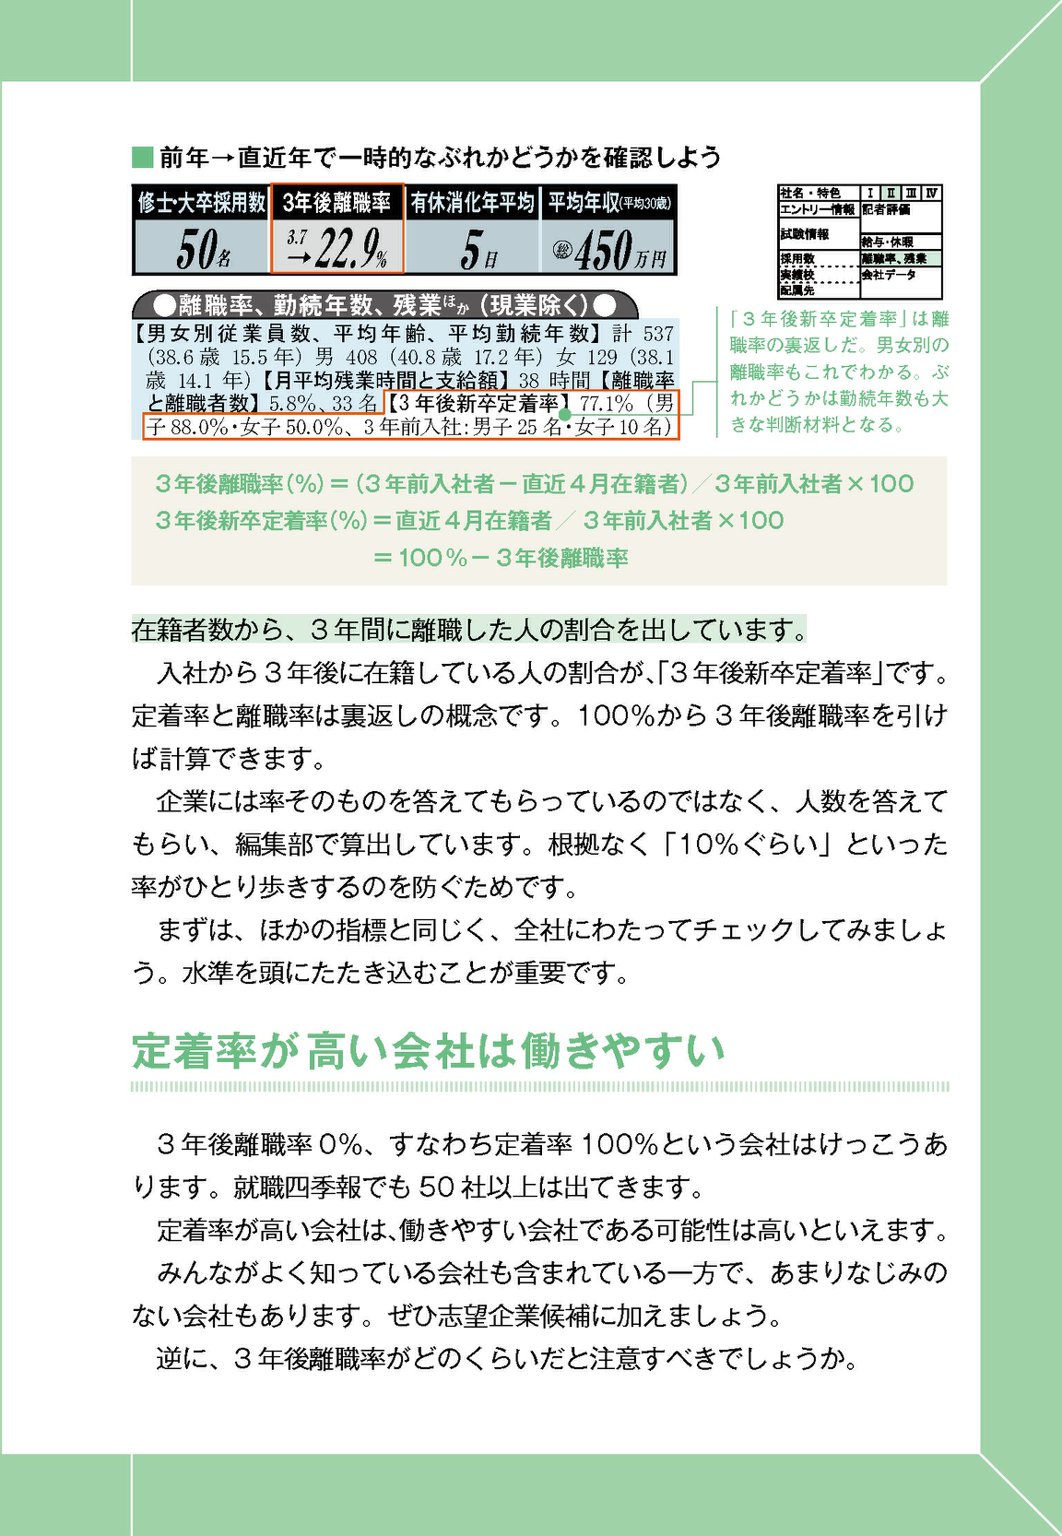 ■前年→直近年で一時的なぶれかどうかを確認しよう
修士・大卒採用数 3年後離職率 有休消化年平均 平均年収(平均30歳)
50名 3.7→22.9% 5日 ㊱450万円
社名・特色 Ⅰ Ⅱ Ⅲ Ⅳ
エントリー情報 記者評価
試験情報
給与・休暇
採用数 離職率、残業
実績校 会社データ
配属先
●離職率、勤続年数、残業ほか(現業除く)●
【男女別従業員数、平均年齢、平均勤続年数】計 537
(38.6歳 15.5年)男 408(40.8歳 17.2年)女 129(38.1
歳 14.1年)【月平均残業時間と支給額】38時間【離職率
と離職者数】5.8%、33名【3年後新卒定着率】77.1%(男
子88.0%・女子50.0%、3年前入社:男子25名・女子10名)
「3年後新卒定着率」は離
職率の裏返しだ。男女別の
離職率もこれでわかる。ぶ
れかどうかは勤続年数も大
きな判断材料となる。
3年後離職率(%)=(3年前入社者-直近4月在籍者)/3年前入社者×100
3年後新卒定着率(%)=直近4月在籍者/3年前入社者×100
=100%-3年後離職率
在籍者数から、3年間に離職した人の割合を出しています。
入社から3年後に在籍している人の割合が、「3年後新卒定着率」です。
定着率と離職率は裏返しの概念です。100%から3年後離職率を引け
ば計算できます。
企業には率そのものを答えてもらっているのではなく、人数を答えて
もらい、編集部で算出しています。根拠なく「10%ぐらい」といった
率がひとり歩きするのを防ぐためです。
まずは、ほかの指標と同じく、全社にわたってチェックしてみましょ
う。水準を頭にたたき込むことが重要です。
定着率が高い会社は働きやすい
3年後離職率0%、すなわち定着率100%という会社はけっこうあ
ります。就職四季報でも50社以上は出てきます。
定着率が高い会社は、働きやすい会社である可能性は高いといえます。
みんながよく知っている会社も含まれている一方で、あまりなじみの
ない会社もあります。ぜひ志望企業候補に加えましょう。
逆に、3年後離職率がどのくらいだと注意すべきでしょうか。